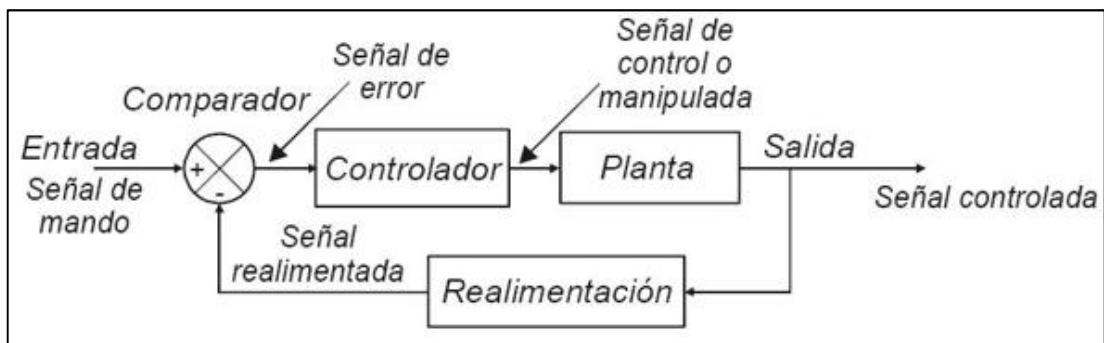 Señal de
error
Señal de
control o
manipulada
Comparador
Entrada
Señal de
mando
+
-
Controlador
Planta
Salida
Señal controlada
Señal
realimentada
Realimentación